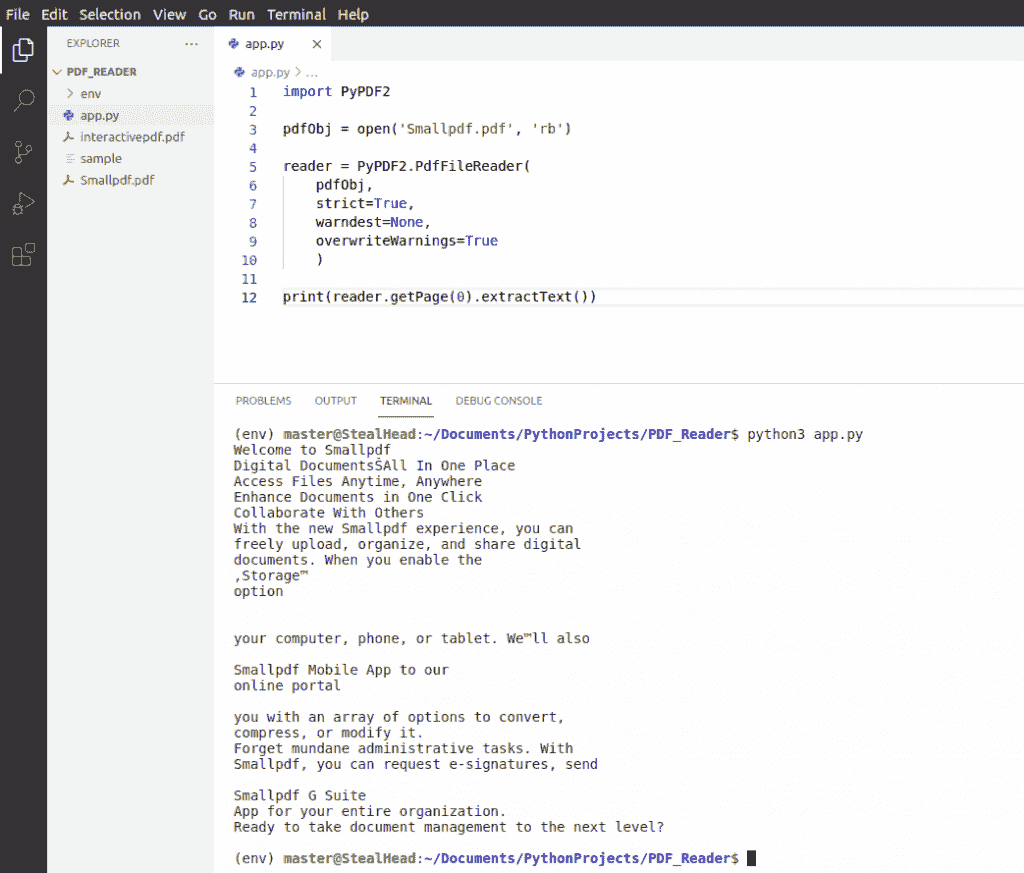 File Edit Selection View Go Run Terminal Help
EXPLORER ...
PDF_READER
env
app.py
interactivepdf.pdf
sample
Smallpdf.pdf
app.py
app.py > ...
1 import PyPDF2
2
3 pdfObj = open('Smallpdf.pdf', 'rb')
4
5 reader = PyPDF2.PdfFileReader(
6 pdfObj,
7 strict=True,
8 warndest=None,
9 overwriteWarnings=True
10 )
11
12 print(reader.getPage(0).extractText())
PROBLEMS OUTPUT TERMINAL DEBUG CONSOLE
(env) master@StealHead:~/Documents/PythonProjects/PDF_Reader$ python3 app.py
Welcome to Smallpdf
Digital DocumentsŠAll In One Place
Access Files Anytime, Anywhere
Enhance Documents in One Click
Collaborate With Others
With the new Smallpdf experience, you can
freely upload, organize, and share digital
documents. When you enable the
‚Storage™
option
your computer, phone, or tablet. We™ll also
Smallpdf Mobile App to our
online portal
you with an array of options to convert,
compress, or modify it.
Forget mundane administrative tasks. With
Smallpdf, you can request e-signatures, send
Smallpdf G Suite
App for your entire organization.
Ready to take document management to the next level?
(env) master@StealHead:~/Documents/PythonProjects/PDF_Reader$